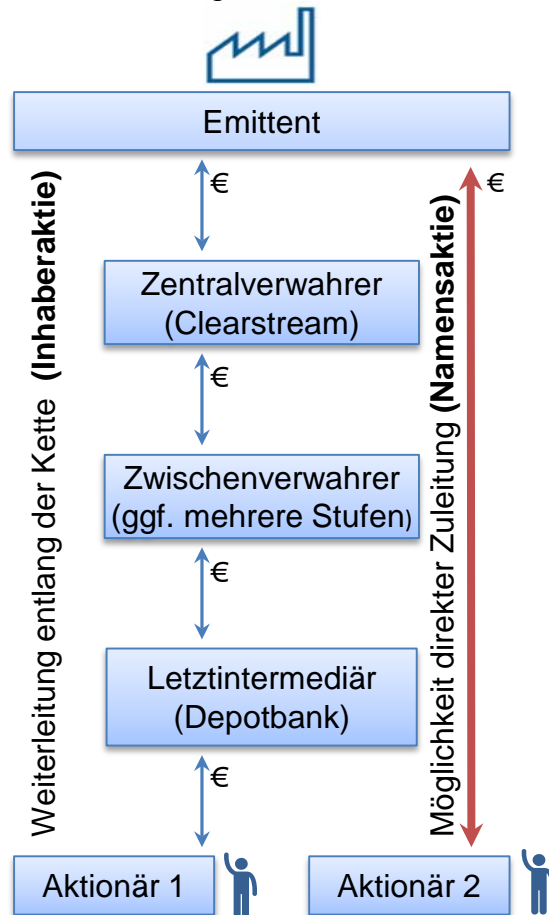 Emittent
€
€
Zentralverwahrer
(Clearstream)
€
Zwischenverwahrer
(ggf. mehrere Stufen)
€
Letztintermediär
(Depotbank)
€
Weiterleitung entlang der Kette (Inhaberaktie)
Möglichkeit direkter Zuleitung (Namensaktie)
Aktionär 1
Aktionär 2